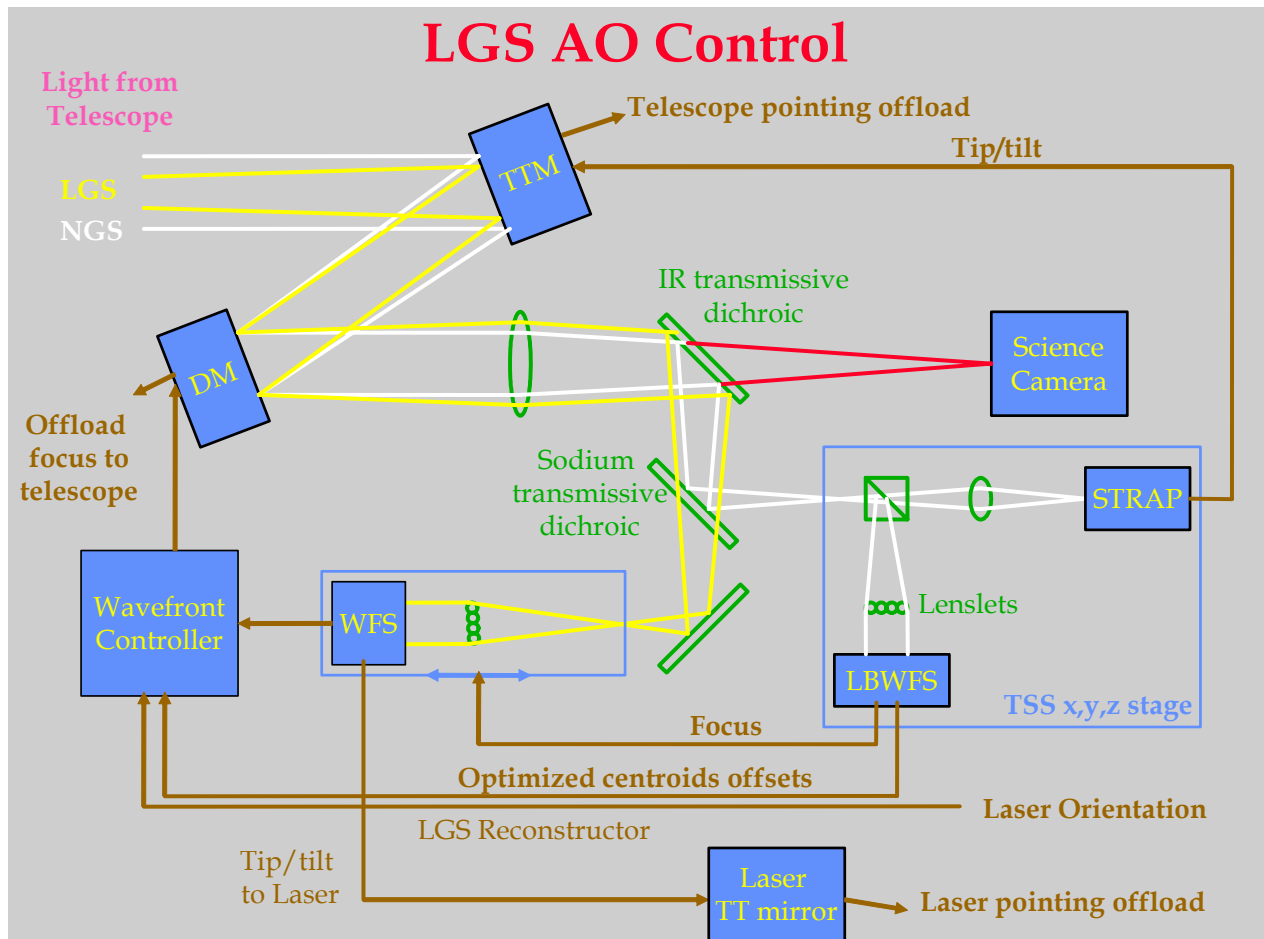 LGS AO Control
Light from
Telescope
Telescope pointing offload
Tip/tilt
TTM
LGS
NGS
IR transmissive
dichroic
Science
Camera
DM
Offload
focus to
telescope
Sodium
transmissive
dichroic
STRAP
Wavefront
Controller
WFS
Lenslets
LBWFS
TSS x,y,z stage
Focus
Optimized centroids offsets
Laser Orientation
LGS Reconstructor
Tip/tilt
to Laser
Laser
TT mirror
Laser pointing offload